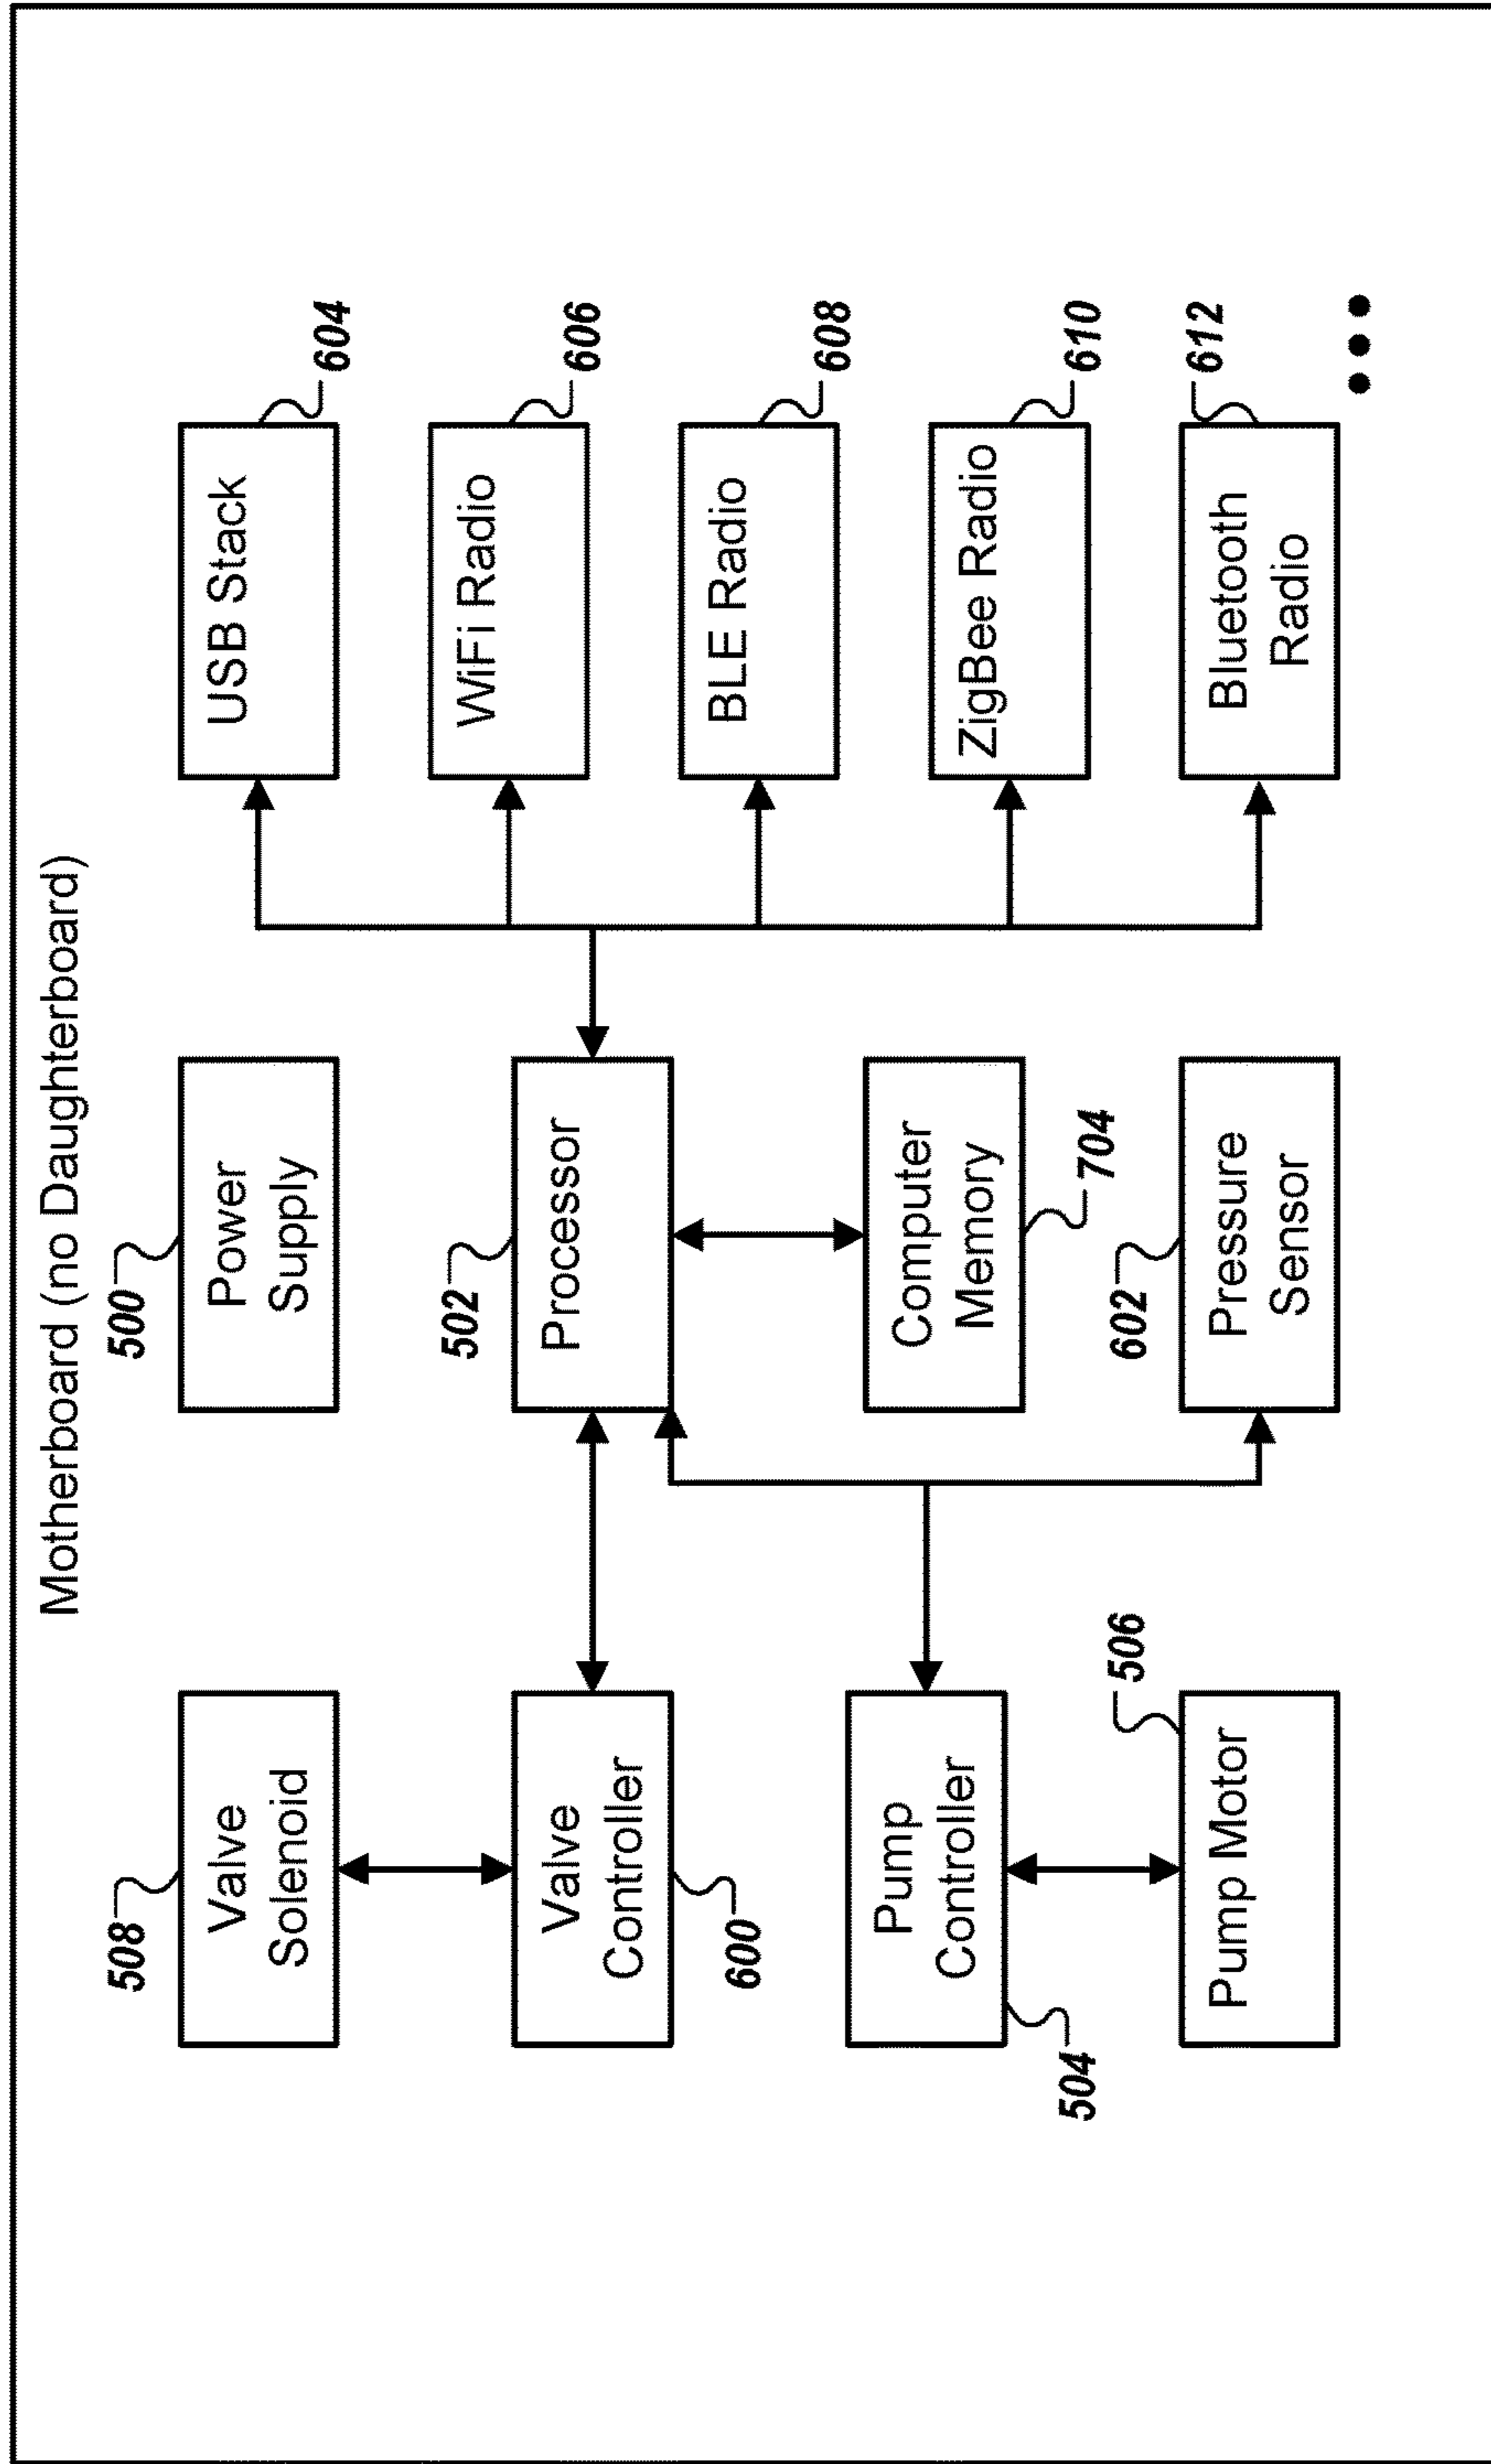 Motherboard (no Daughterboard)
508
Valve
Solenoid
500
Power
Supply
USB Stack
604
Valve
Controller
600
502
Processor
WiFi Radio
606
BLE Radio
608
Pump
Controller
504
Computer
Memory
704
ZigBee Radio
610
506
Pump Motor
602
Pressure
Sensor
612
Bluetooth
Radio